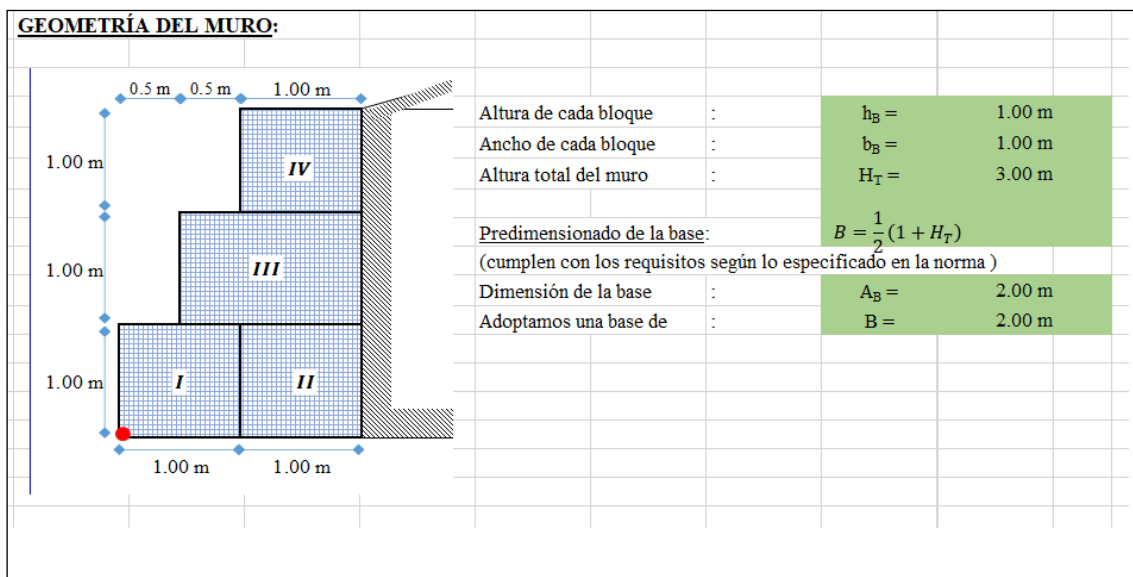 GEOMETRÍA DEL MURO:
0.5 m 0.5 m 1.00 m
Altura de cada bloque : h_B = 1.00 m
Ancho de cada bloque : b_B = 1.00 m
1.00 m IV
Altura total del muro : H_T = 3.00 m
Predimensionado de la base: B = 1/2 (1 + H_T)
(cumplen con los requisitos según lo especificado en la norma )
1.00 m III
Dimensión de la base : A_B = 2.00 m
Adoptamos una base de : B = 2.00 m
1.00 m I II
1.00 m 1.00 m